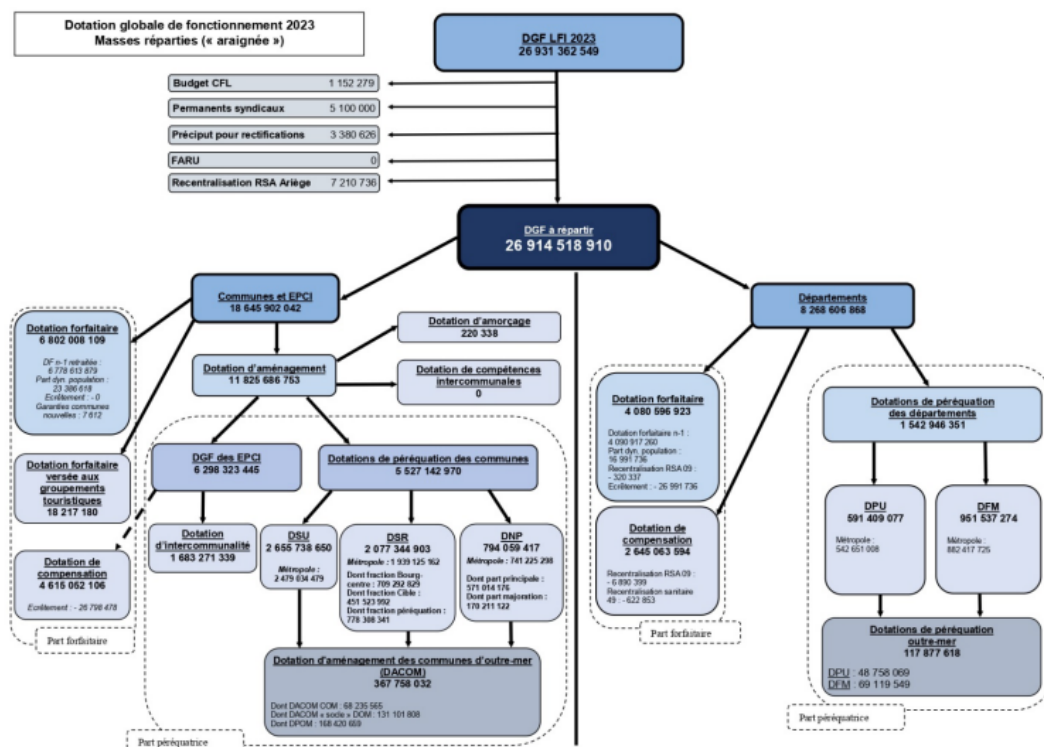 Dotation globale de fonctionnement 2023
Masses réparties (« araignée »)
DGF LFI 2023
26 931 362 549
Budget CFL 1 152 279
Permanents syndicaux 5 100 000
Préciput pour rectifications 3 380 626
FARU 0
Recentralisation RSA Ariège 7 210 736
DGF à répartir
26 914 518 910
Communes et EPCI
18 645 902 042
Départements
8 268 606 868
Dotation forfaitaire
6 802 008 109
DF n-1 retraitée :
6 778 613 879
Part dyn. population :
23 386 618
Ecrêtement : - 0
Garanties communes
nouvelles : 7 612
Dotation d'amorçage
220 338
Dotation d'aménagement
11 825 686 753
Dotation de compétences
intercommunales
0
DGF des EPCI
6 298 323 445
Dotations de péréquation des communes
5 527 142 970
Dotation forfaitaire
versée aux
groupements
touristiques
18 217 180
Dotation
d'intercommunalité
1 683 271 339
Dotation de
compensation
4 615 052 106
Ecrêtement : - 26 798 478
Part forfaitaire
DSU
2 655 738 650
Métropole :
2 479 034 479
DSR
2 077 344 903
Métropole : 1 939 125 162
Dont fraction Bourg-
centre : 709 292 829
Dont fraction Cible :
451 523 992
Dont fraction péréquation :
778 308 341
DNP
794 059 417
Métropole : 741 225 298
Dont part principale :
571 014 176
Dont part majoration :
170 211 122
Dotation d'aménagement des communes d'outre-mer
(DACOM)
367 758 032
Dont DACOM COM : 68 235 565
Dont DACOM « socle » DOM : 131 101 808
Dont DPOM : 168 420 659
Part péréquatrice
Dotation forfaitaire
4 080 596 923
Dotation forfaitaire n-1 :
4 090 917 260
Part dyn. population :
16 991 736
Recentralisation RSA 09 :
- 320 337
Ecrêtement : - 26 991 736
Dotation de
compensation
2 645 063 594
Recentralisation RSA 09 :
- 6 890 399
Recentralisation sanitaire
49 : - 622 853
Part forfaitaire
Dotations de péréquation
des départements
1 542 946 351
DPU
591 409 077
Métropole :
542 651 008
DFM
951 537 274
Métropole :
882 417 725
Dotations de péréquation
outre-mer
117 877 618
DPU : 48 758 069
DFM : 69 119 549
Part péréquatrice